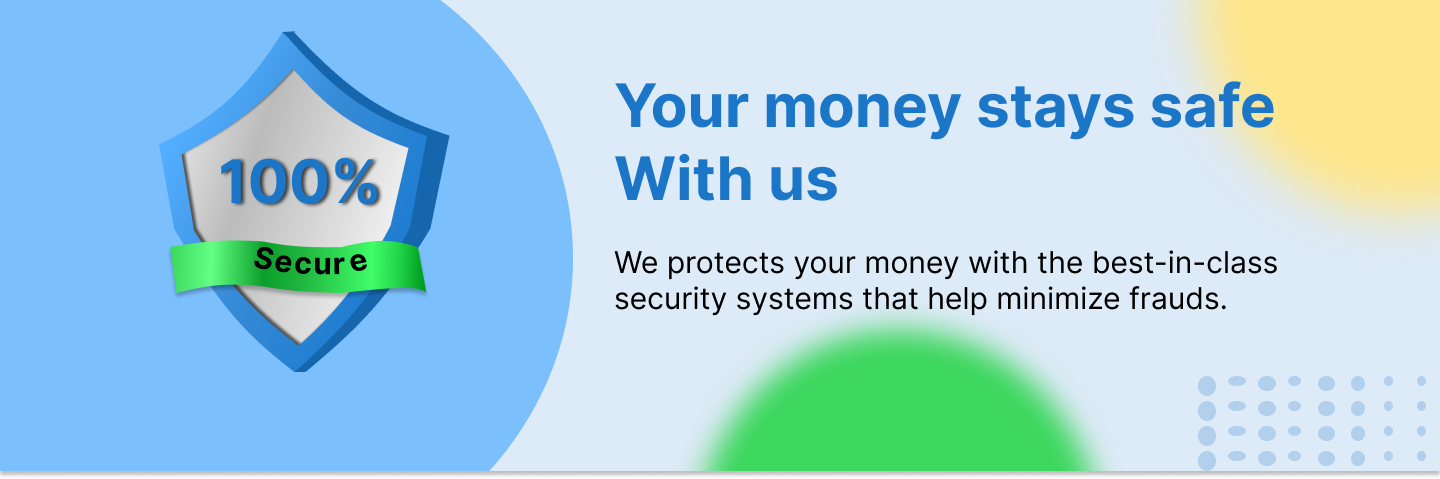 100%
Secure
Your money stays safe
With us
We protects your money with the best-in-class
security systems that help minimize frauds.